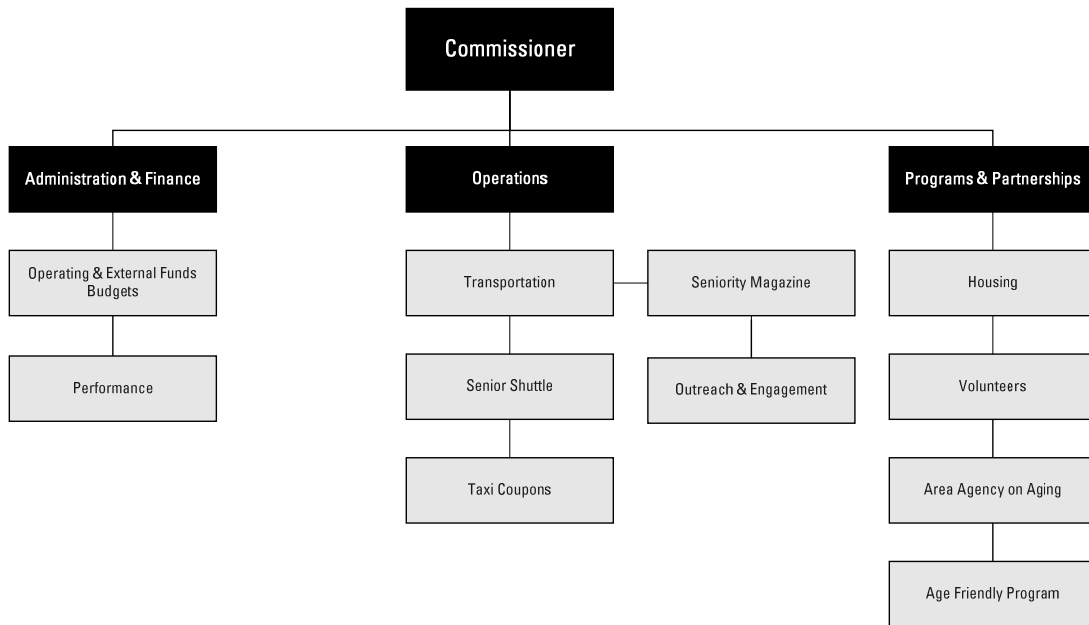 Commissioner
Administration & Finance
Operations
Programs & Partnerships
Operating & External Funds
Budgets
Transportation
Seniority Magazine
Housing
Performance
Senior Shuttle
Outreach & Engagement
Volunteers
Taxi Coupons
Area Agency on Aging
Age Friendly Program